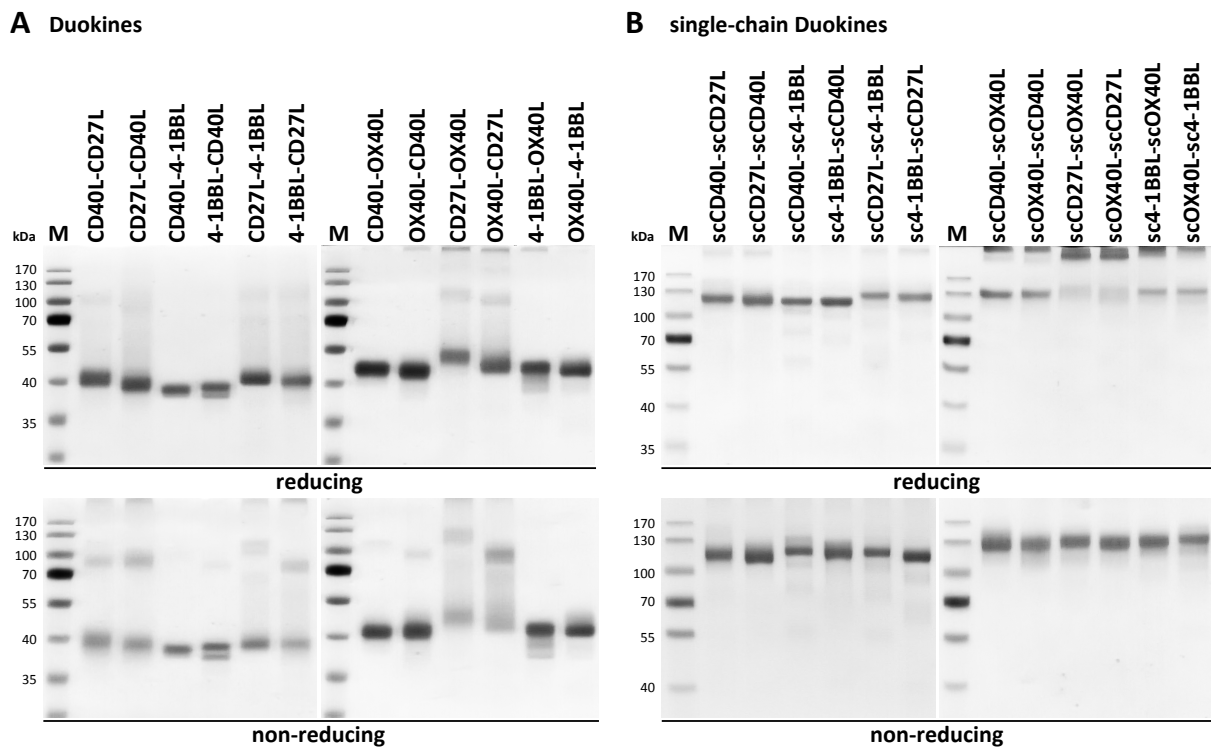 A Duokines
kDa
M
CD40L-CD27L
CD27L-CD40L
CD40L-4-1BBL
4-1BBL-CD40L
CD27L-4-1BBL
4-1BBL-CD27L
M
CD40L-OX40L
OX40L-CD40L
CD27L-OX40L
OX40L-CD27L
4-1BBL-OX40L
OX40L-4-1BBL
170
130
100
70
55
40
35
reducing
170
130
100
70
55
40
35
non-reducing
B single-chain Duokines
kDa
M
scCD40L-scCD27L
scCD27L-scCD40L
scCD40L-sc4-1BBL
sc4-1BBL-scCD40L
scCD27L-sc4-1BBL
sc4-1BBL-scCD27L
M
scCD40L-scOX40L
scOX40L-scCD40L
scCD27L-scOX40L
scOX40L-scCD27L
sc4-1BBL-scOX40L
scOX40L-sc4-1BBL
170
130
100
70
55
40
35
reducing
170
130
100
70
55
40
non-reducing